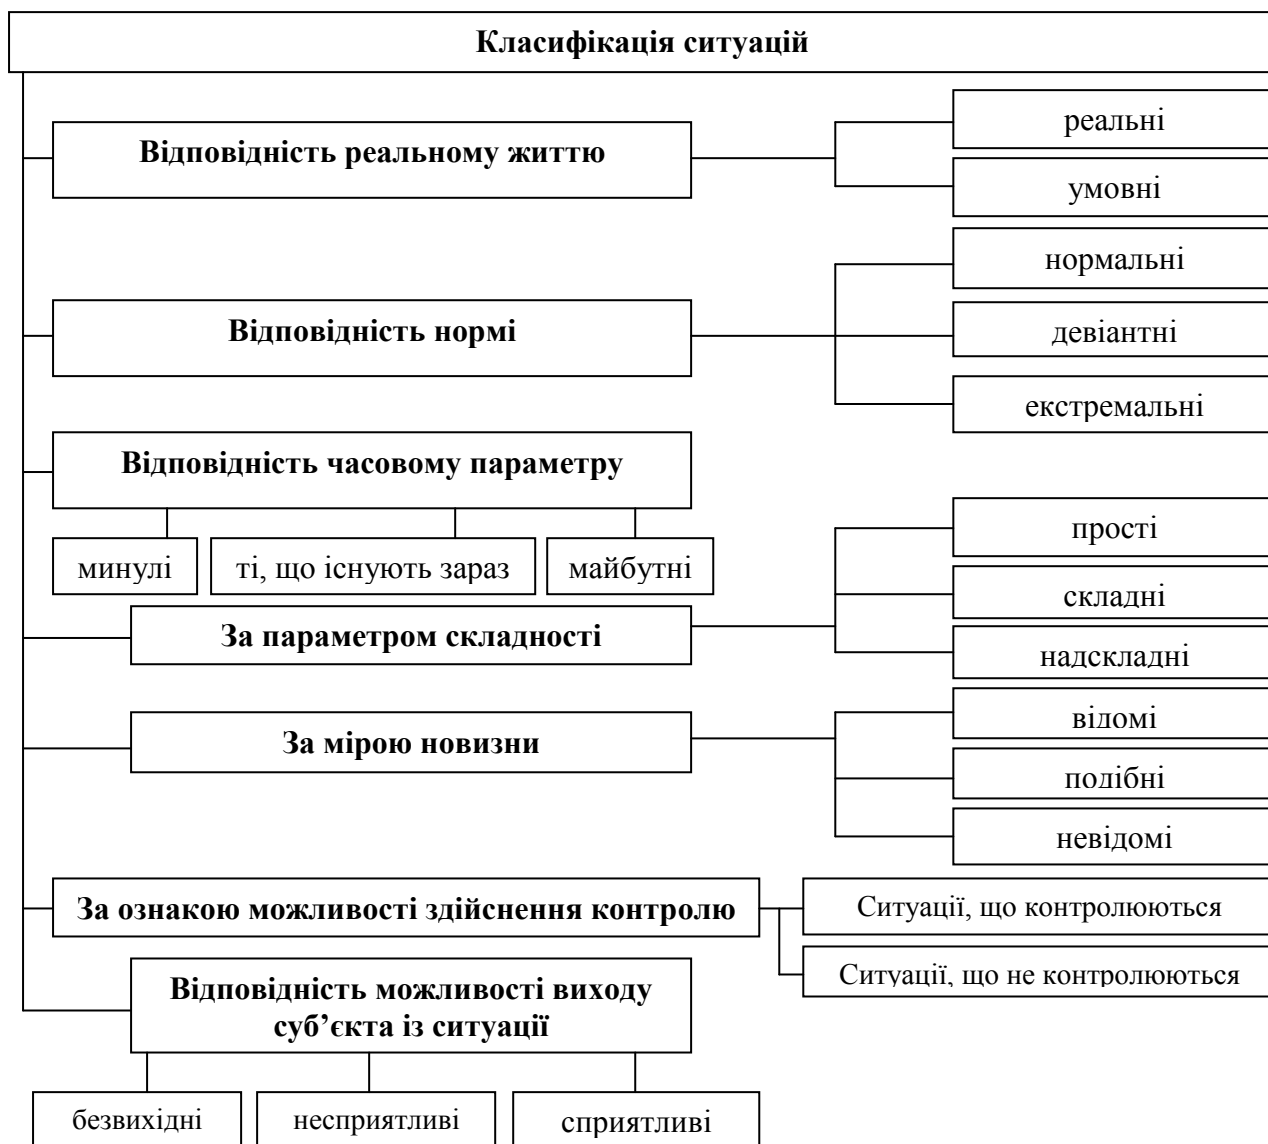 Класифікація ситуацій
Відповідність реальному життю
реальні
умовні
Відповідність нормі
нормальні
девіантні
екстремальні
Відповідність часовому параметру
минулі
ті, що існують зараз
майбутні
За параметром складності
прості
складні
надскладні
За мірою новизни
відомі
подібні
невідомі
За ознакою можливості здійснення контролю
Ситуації, що контролюються
Ситуації, що не контролюються
Відповідність можливості виходу
суб’єкта із ситуації
безвихідні
несприятливі
сприятливі